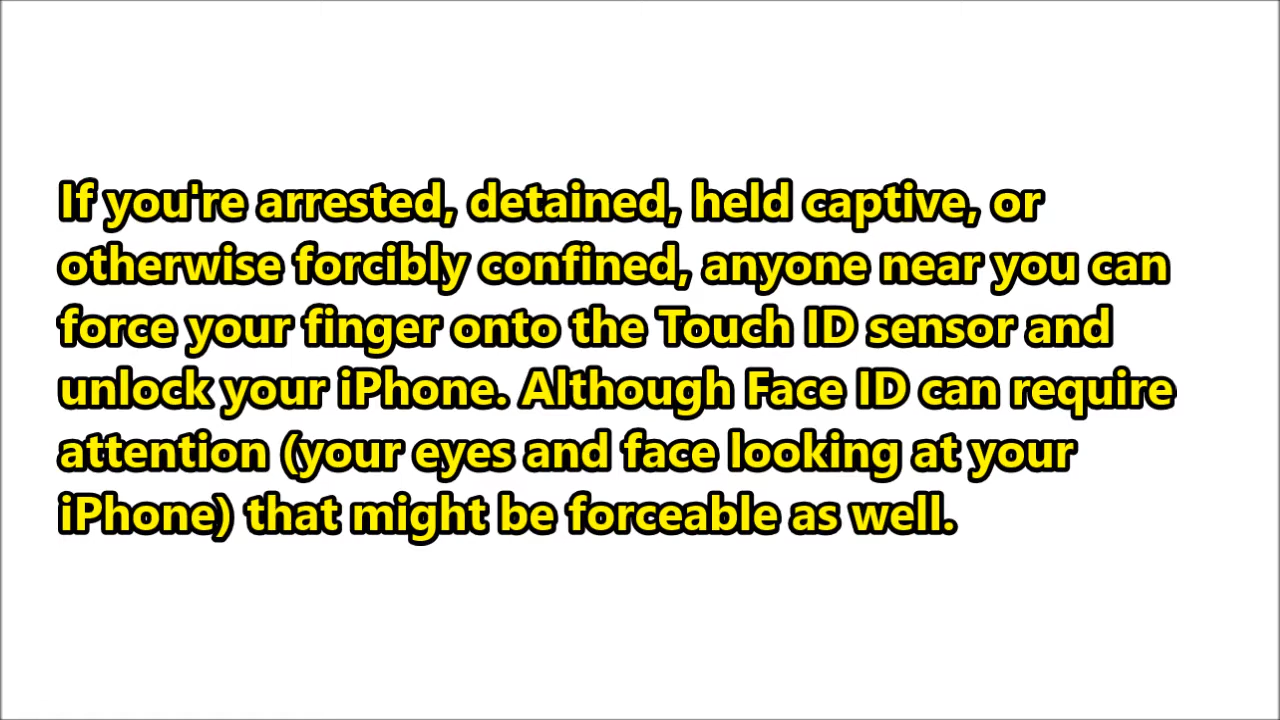 If you're arrested, detained, held captive, or
otherwise forcibly confined, anyone near you can
force your finger onto the Touch ID sensor and
unlock your iPhone. Although Face ID can require
attention (your eyes and face looking at your
iPhone) that might be forceable as well.